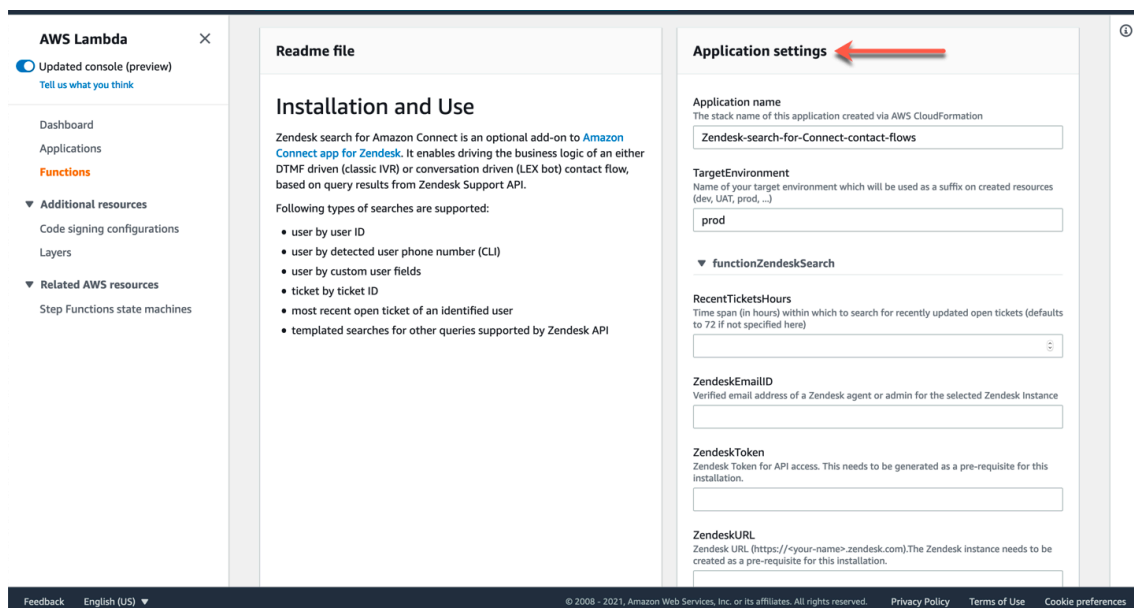 AWS Lambda
Updated console (preview)
Tell us what you think
Dashboard
Applications
Functions
Additional resources
Code signing configurations
Layers
Related AWS resources
Step Functions state machines
Readme file
Installation and Use
Zendesk search for Amazon Connect is an optional add-on to Amazon
Connect app for Zendesk. It enables driving the business logic of an either
DTMF driven (classic IVR) or conversation driven (LEX bot) contact flow,
based on query results from Zendesk Support API.
Following types of searches are supported:
• user by user ID
• user by detected user phone number (CLI)
• user by custom user fields
• ticket by ticket ID
• most recent open ticket of an identified user
• templated searches for other queries supported by Zendesk API
Application settings
Application name
The stack name of this application created via AWS CloudFormation
Zendesk-search-for-Connect-contact-flows
TargetEnvironment
Name of your target environment which will be used as a suffix on created resources
(dev, UAT, prod, ...)
prod
functionZendeskSearch
RecentTicketsHours
Time span (in hours) within which to search for recently updated open tickets (defaults
to 72 if not specified here)
ZendeskEmailID
Verified email address of a Zendesk agent or admin for the selected Zendesk Instance
ZendeskToken
Zendesk Token for API access. This needs to be generated as a pre-requisite for this
installation.
ZendeskURL
Zendesk URL (https://<your-name>.zendesk.com).The Zendesk instance needs to be
created as a pre-requisite for this installation.
Feedback English (US)
© 2008 - 2021, Amazon Web Services, Inc. or its affiliates. All rights reserved. Privacy Policy Terms of Use Cookie preferences